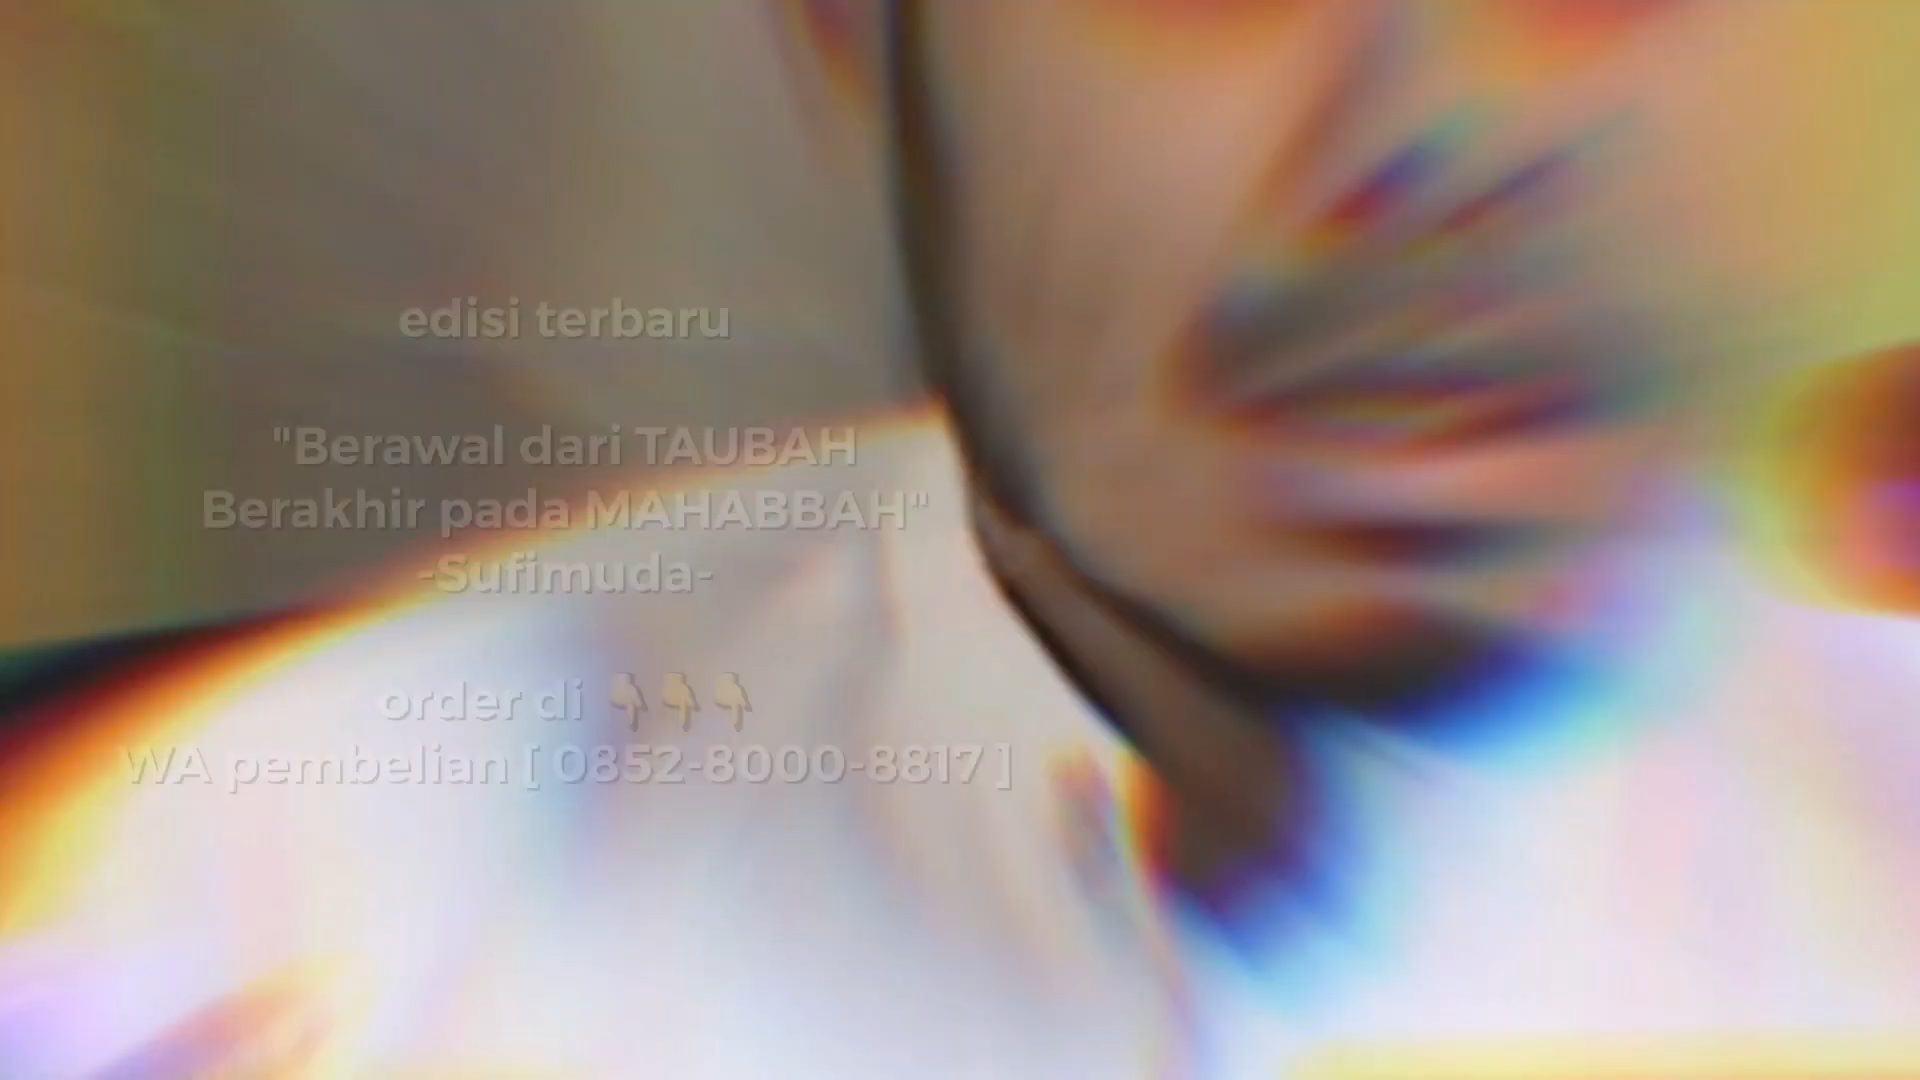 edisi terbaru
"Berawal dari TAUBAH
Berakhir pada MAHABBAH"
-Sufimuda-
order di 👇🏼👇🏼👇🏼
WA pembelian [ 0852-8000-8817 ]